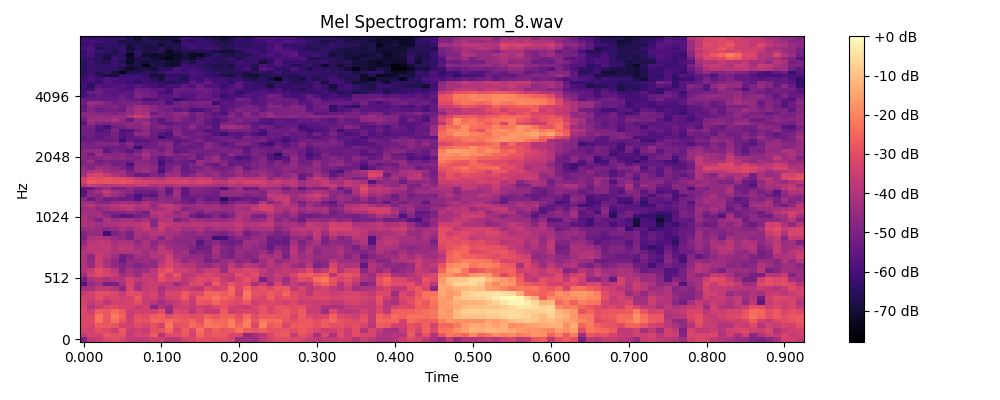 Mel Spectrogram: rom_8.wav
Hz
4096
2048
1024
512
0
0.000 0.100 0.200 0.300 0.400 0.500 0.600 0.700 0.800 0.900
Time
+0 dB
-10 dB
-20 dB
-30 dB
-40 dB
-50 dB
-60 dB
-70 dB